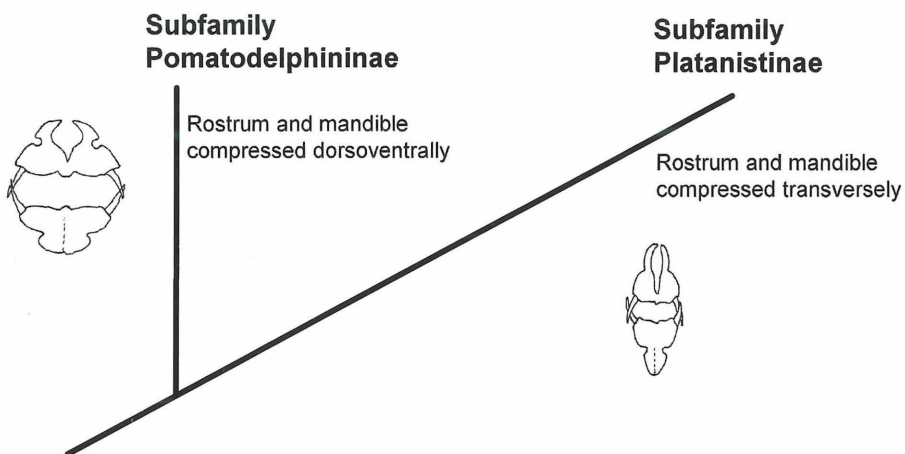 Subfamily
Pomatodelphininae
Subfamily
Platanistinae
Rostrum and mandible
compressed dorsoventrally
Rostrum and mandible
compressed transversely